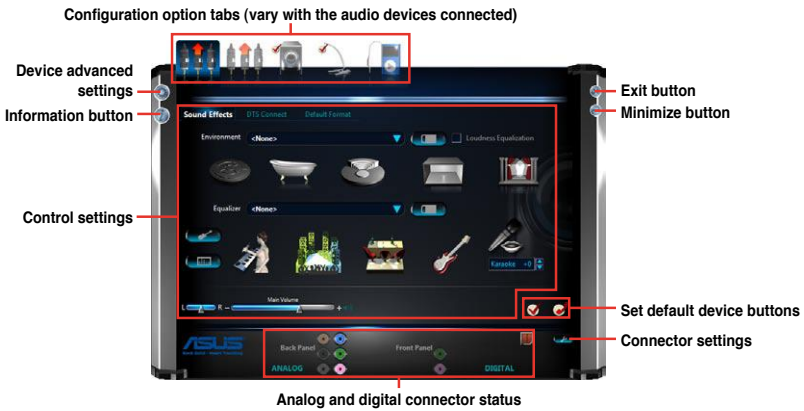 Configuration option tabs (vary with the audio devices connected)
Device advanced settings
Information button
Exit button
Minimize button
Sound Effects DTS Connect Default Format
Environment <None> Loudness Equalization
Control settings
Equalizer <None>
Karaoke +0
Main Volume
L R - +
Set default device buttons
Connector settings
ASUS
Back Panel Front Panel
ANALOG DIGITAL
Analog and digital connector status